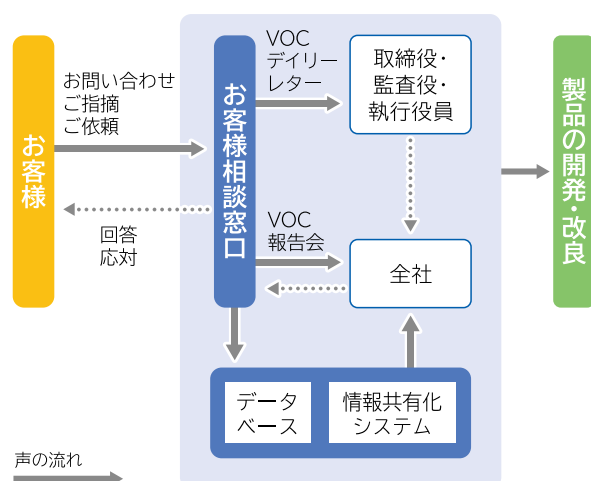 お客様
お問い合わせ
ご指摘
ご依頼
回答
応対
お客様相談窓口
VOC
デイリー
レター
取締役・
監査役・
執行役員
VOC
報告会
全社
データ
ベース
情報共有化
システム
製品の開発・改良
声の流れ